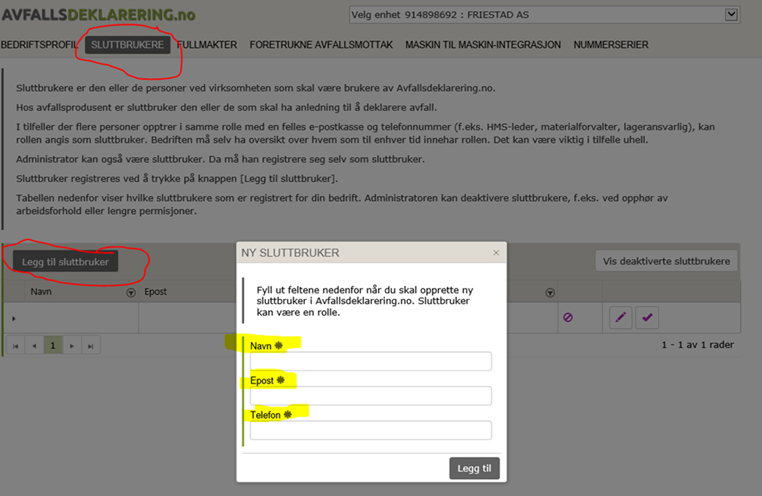 AVFALLSDEKLARERING.no
Velg enhet 914898692 : FRIESTAD AS
BEDRIFTSPROFIL SLUTTBRUKERE FULLMAKTER FORETRUKNE AVFALLSMOTTAK MASKIN TIL MASKIN-INTEGRASJON NUMMERSERIER
Sluttbrukere er den eller de personer ved virksomheten som skal være brukere av Avfallsdeklarering.no.
Hos avfallsprodusent er sluttbruker den eller de som skal ha anledning til å deklarere avfall.
I tilfeller der flere personer opptrer i samme rolle med en felles e-postkasse og telefonnummer (f.eks. HMS-leder, materialforvalter, lageransvarlig), kan
rollen angis som sluttbruker. Bedriften må selv ha oversikt over hvem som til enhver tid innehar rollen. Det kan være viktig i tilfelle uhell.
Administrator kan også være sluttbruker. Da må han registrere seg selv som sluttbruker.
Sluttbruker registreres ved å trykke på knappen [Legg til sluttbruker].
Tabellen nedenfor viser hvilke sluttbrukere som er registrert for din bedrift. Administratoren kan deaktivere sluttbrukere, f.eks. ved opphør av
arbeidsforhold eller lengre permisjoner.
Legg til sluttbruker
Vis deaktiverte sluttbrukere
Navn Epost
1
1 - 1 av 1 rader
NY SLUTTBRUKER ×
Fyll ut feltene nedenfor når du skal opprette ny
sluttbruker i Avfallsdeklarering.no. Sluttbruker
kan være en rolle.
Navn
Epost
Telefon
Legg til